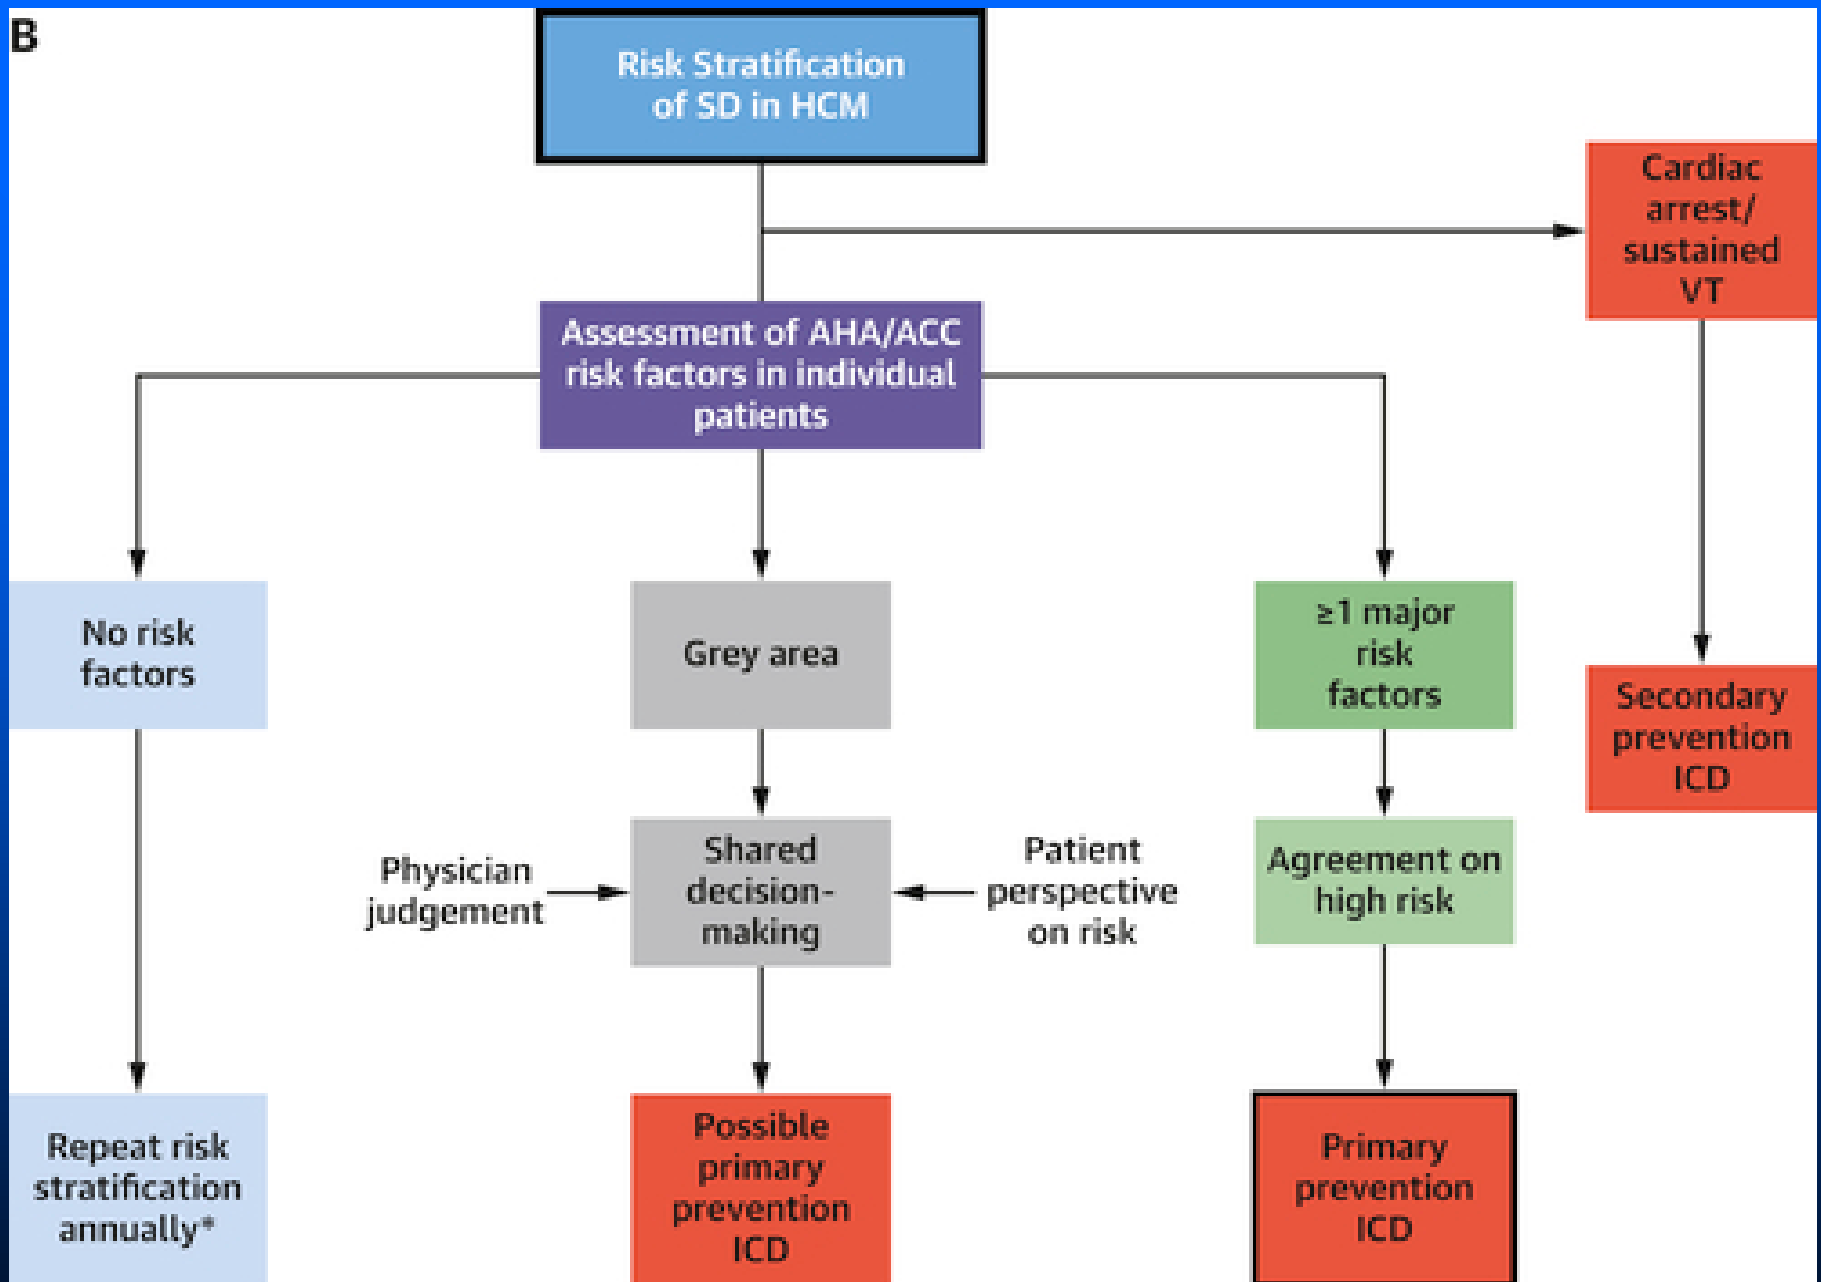 B
Risk Stratification
of SD in HCM
Cardiac
arrest/
sustained
VT
Assessment of AHA/ACC
risk factors in individual
patients
No risk
factors
Grey area
≥1 major
risk
factors
Secondary
prevention
ICD
Physician
judgement
Shared
decision-
making
Patient
perspective
on risk
Agreement on
high risk
Repeat risk
stratification
annually*
Possible
primary
prevention
ICD
Primary
prevention
ICD